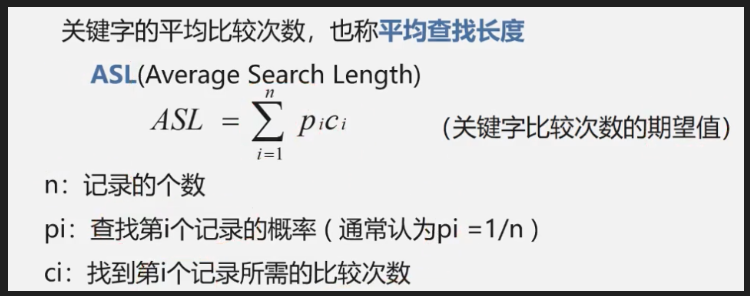 关键字的平均比较次数，也称平均查找长度
ASL(Average Search Length)
ASL = \sum_{i=1}^{n} p_i c_i （关键字比较次数的期望值）
n：记录的个数
pi：查找第i个记录的概率 ( 通常认为pi =1/n )
ci：找到第i个记录所需的比较次数